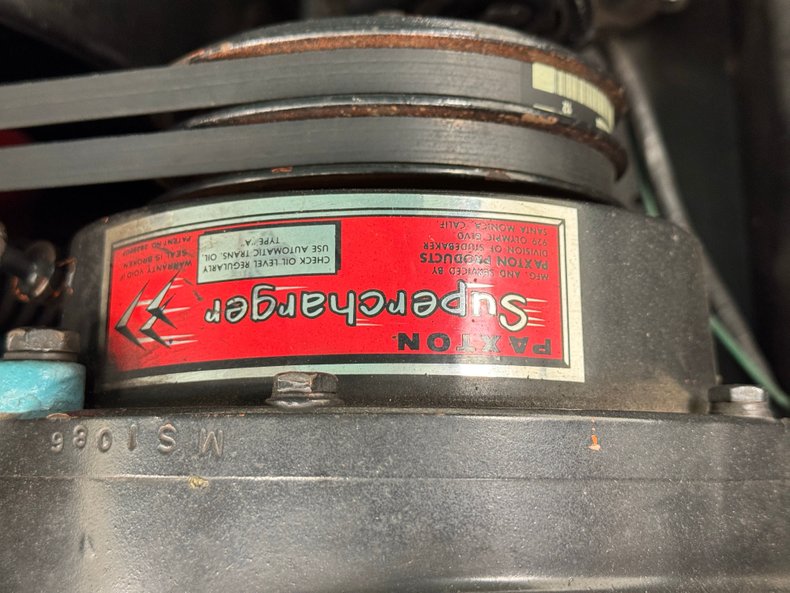 PAXTON
Supercharger
MFG. AND SERVICED BY
PAXTON PRODUCTS
DIVISION OF STUDEBAKER
929 OLYMPIC BLVD
SANTA MONICA, CALIF.
CHECK OIL LEVEL REGULARLY
USE AUTOMATIC TRANS. OIL
TYPE "A"
WARRANTY VOID IF
SEAL IS BROKEN
PATENT NO.
MS1086